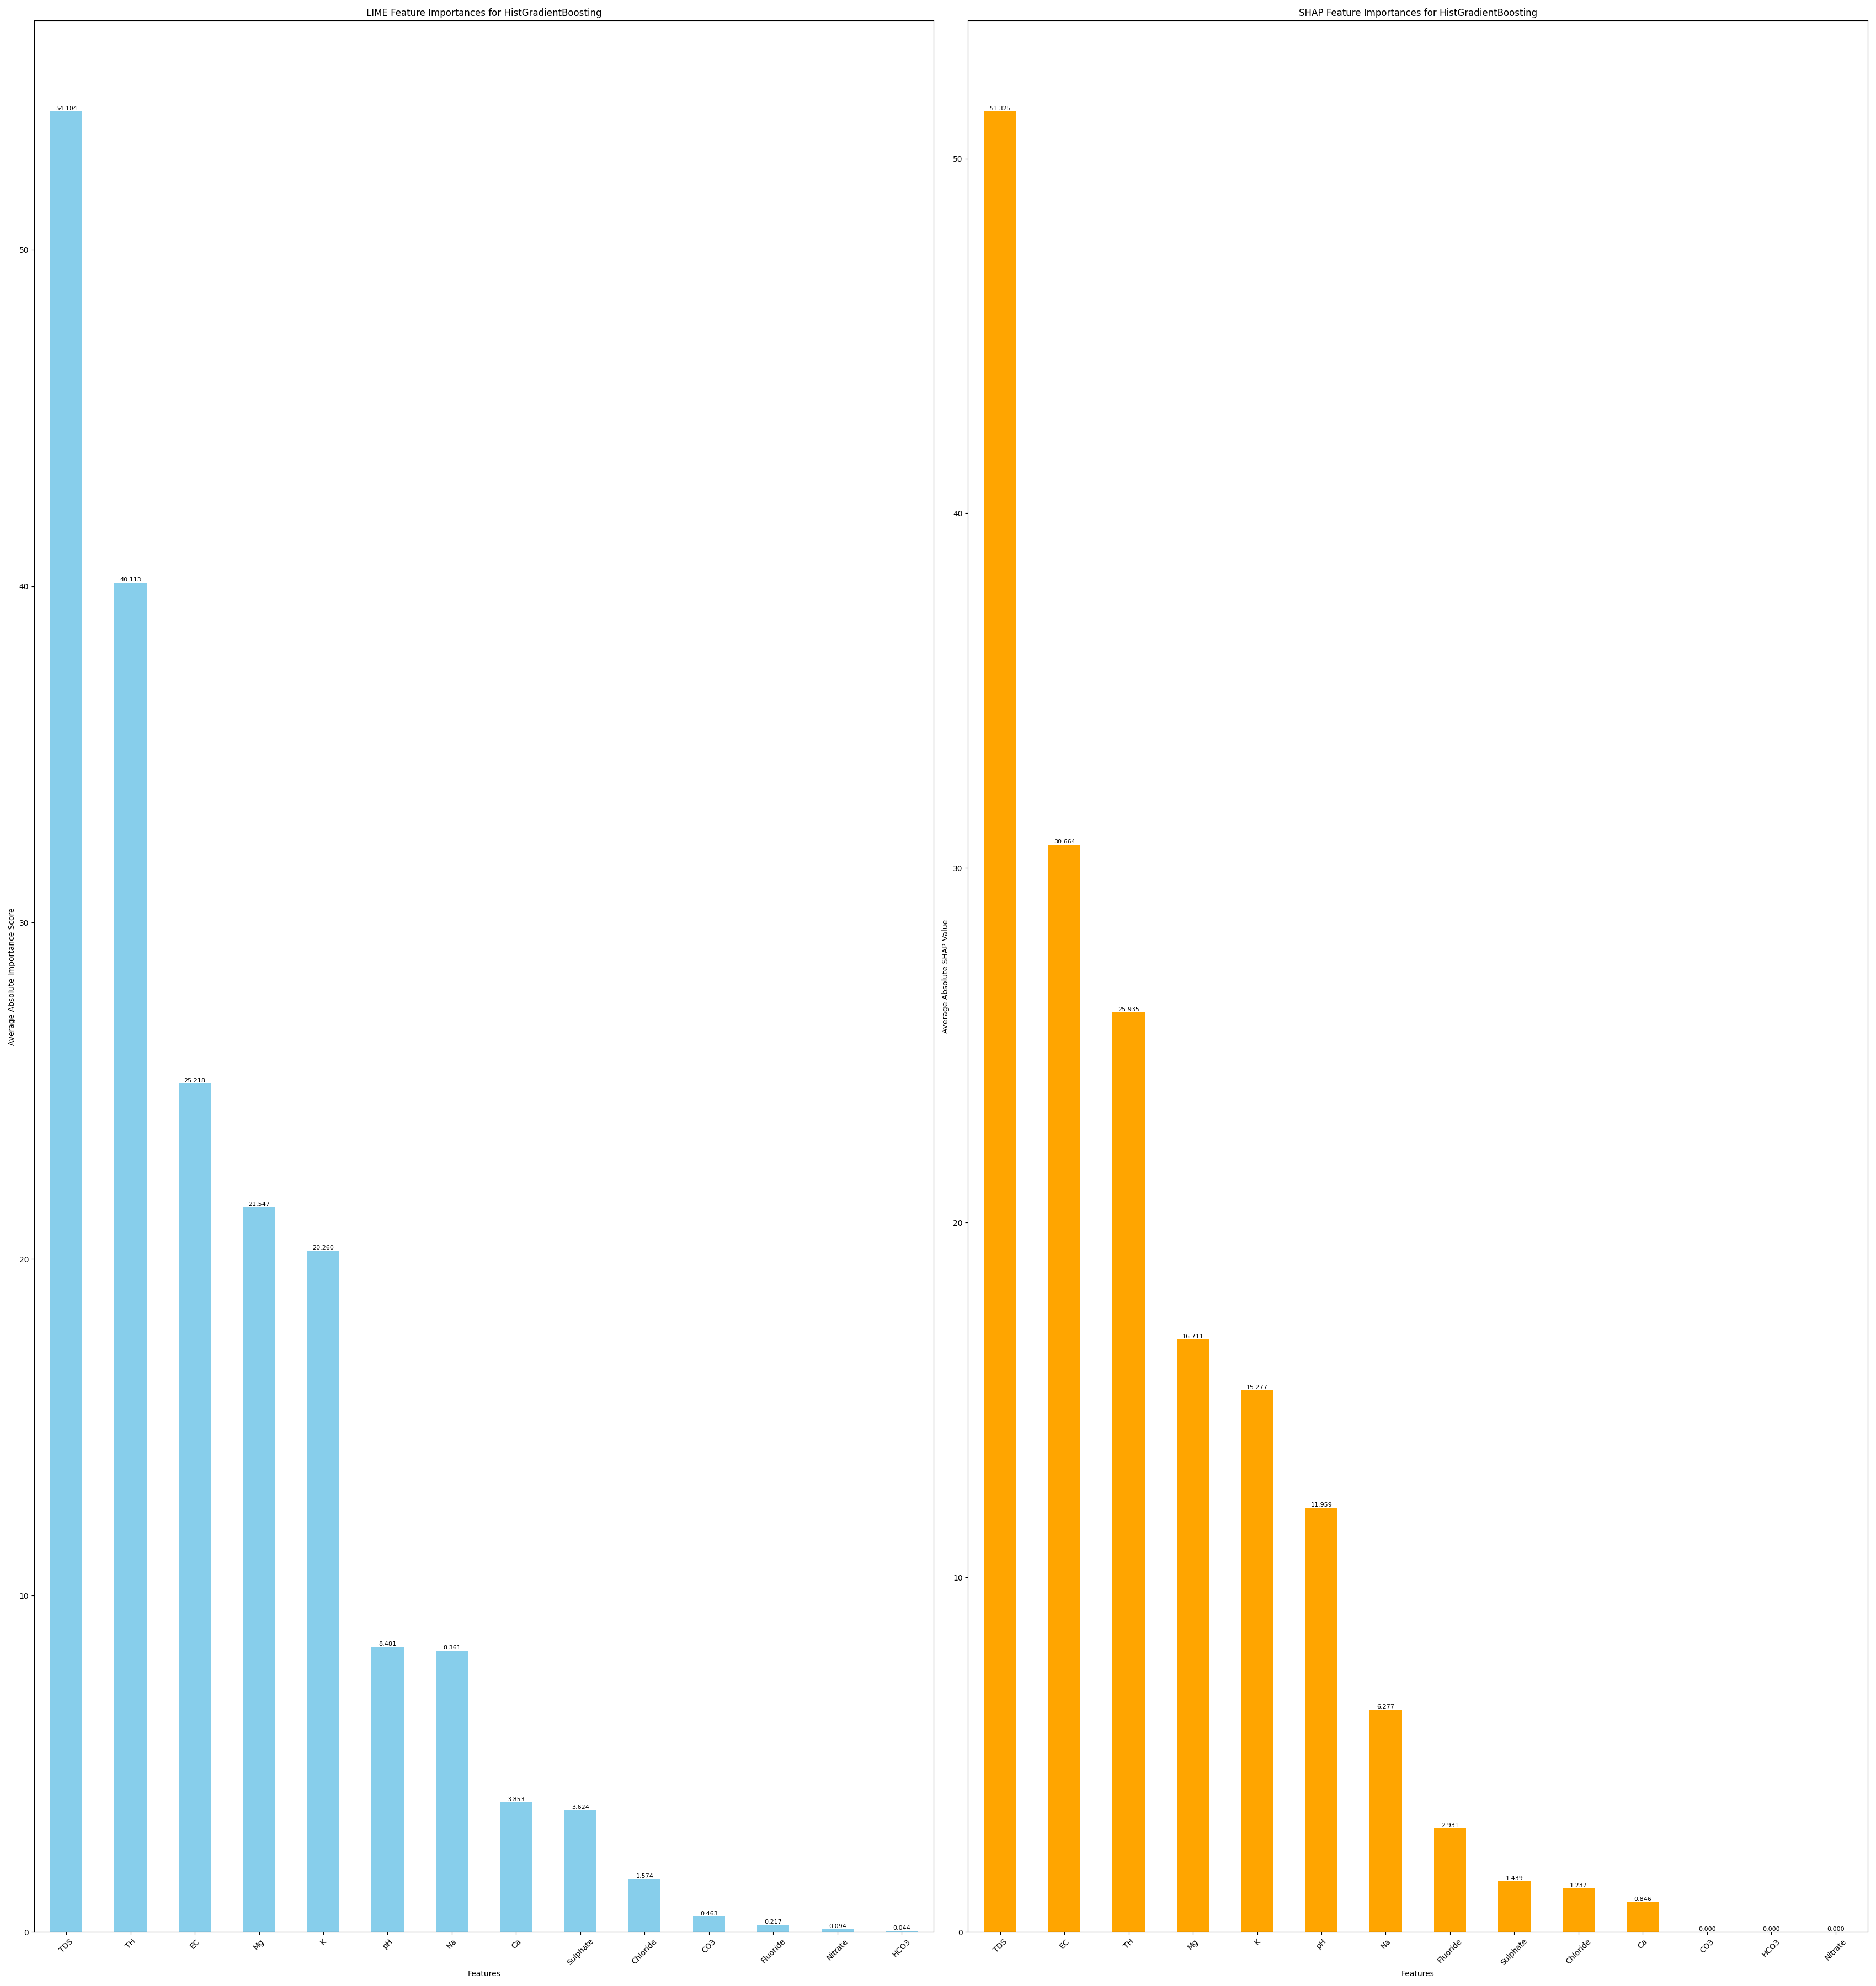 LIME Feature Importances for HistGradientBoosting
Average Absolute Importance Score
50
40
30
20
10
0
54.104
40.113
25.218
21.547
20.260
8.481
8.361
3.853
3.624
1.574
0.463
0.217
0.094
0.044
TDS
TH
EC
Mg
K
pH
Na
Ca
Sulphate
Chloride
CO3
Fluoride
Nitrate
HCO3
Features
SHAP Feature Importances for HistGradientBoosting
Average Absolute SHAP Value
50
40
30
20
10
0
51.325
30.664
25.935
16.711
15.277
11.959
6.277
2.931
1.439
1.237
0.846
0.000
0.000
0.000
TDS
EC
TH
Mg
K
pH
Na
Fluoride
Sulphate
Chloride
Ca
CO3
HCO3
Nitrate
Features